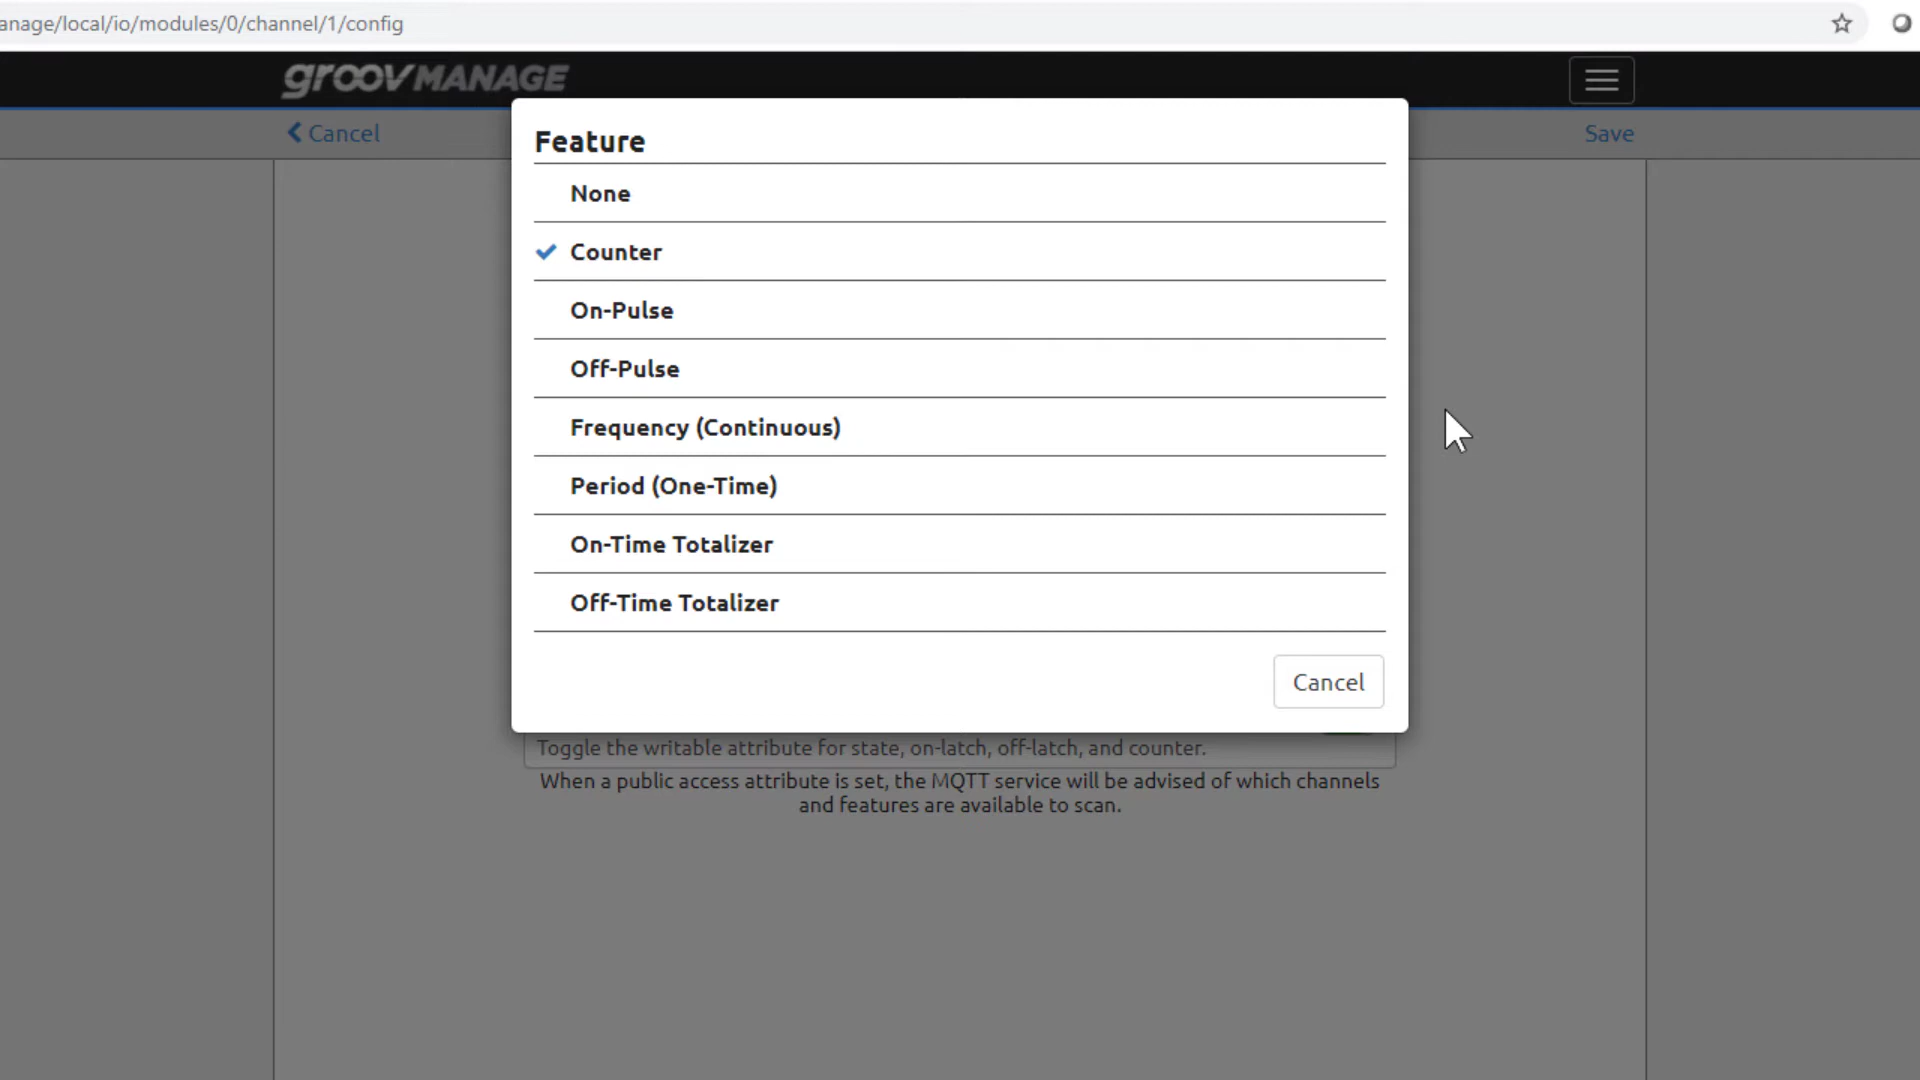 anage/local/io/modules/0/channel/1/config
groov MANAGE
Cancel
Save
Feature
None
Counter
On-Pulse
Off-Pulse
Frequency (Continuous)
Period (One-Time)
On-Time Totalizer
Off-Time Totalizer
Cancel
Toggle the writable attribute for state, on-latch, off-latch, and counter.
When a public access attribute is set, the MQTT service will be advised of which channels
and features are available to scan.